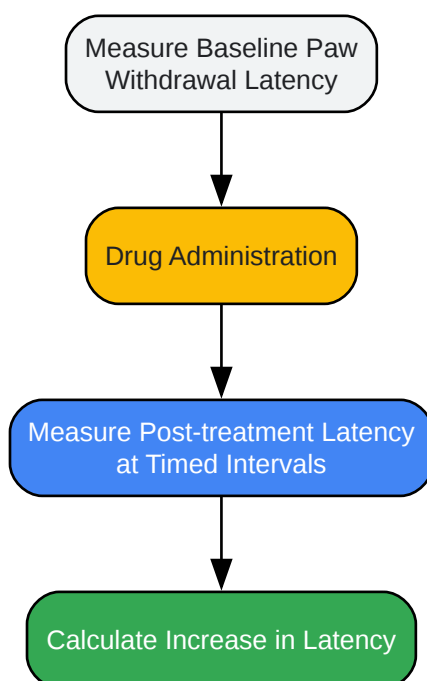 Measure Baseline Paw
Withdrawal Latency
Drug Administration
Measure Post-treatment Latency
at Timed Intervals
Calculate Increase in Latency